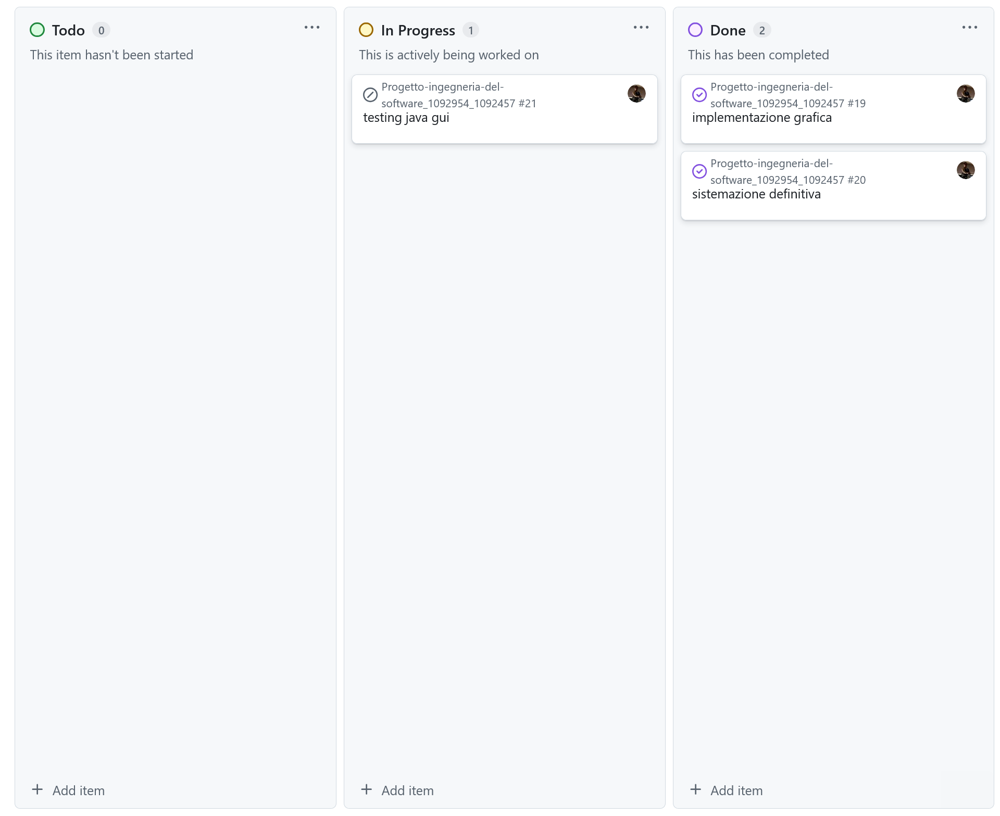 Todo 0
This item hasn't been started
Add item
In Progress 1
This is actively being worked on
Progetto-ingegneria-del-
software_1092954_1092457 #21
testing java gui
Add item
Done 2
This has been completed
Progetto-ingegneria-del-
software_1092954_1092457 #19
implementazione grafica
Progetto-ingegneria-del-
software_1092954_1092457 #20
sistemazione definitiva
Add item